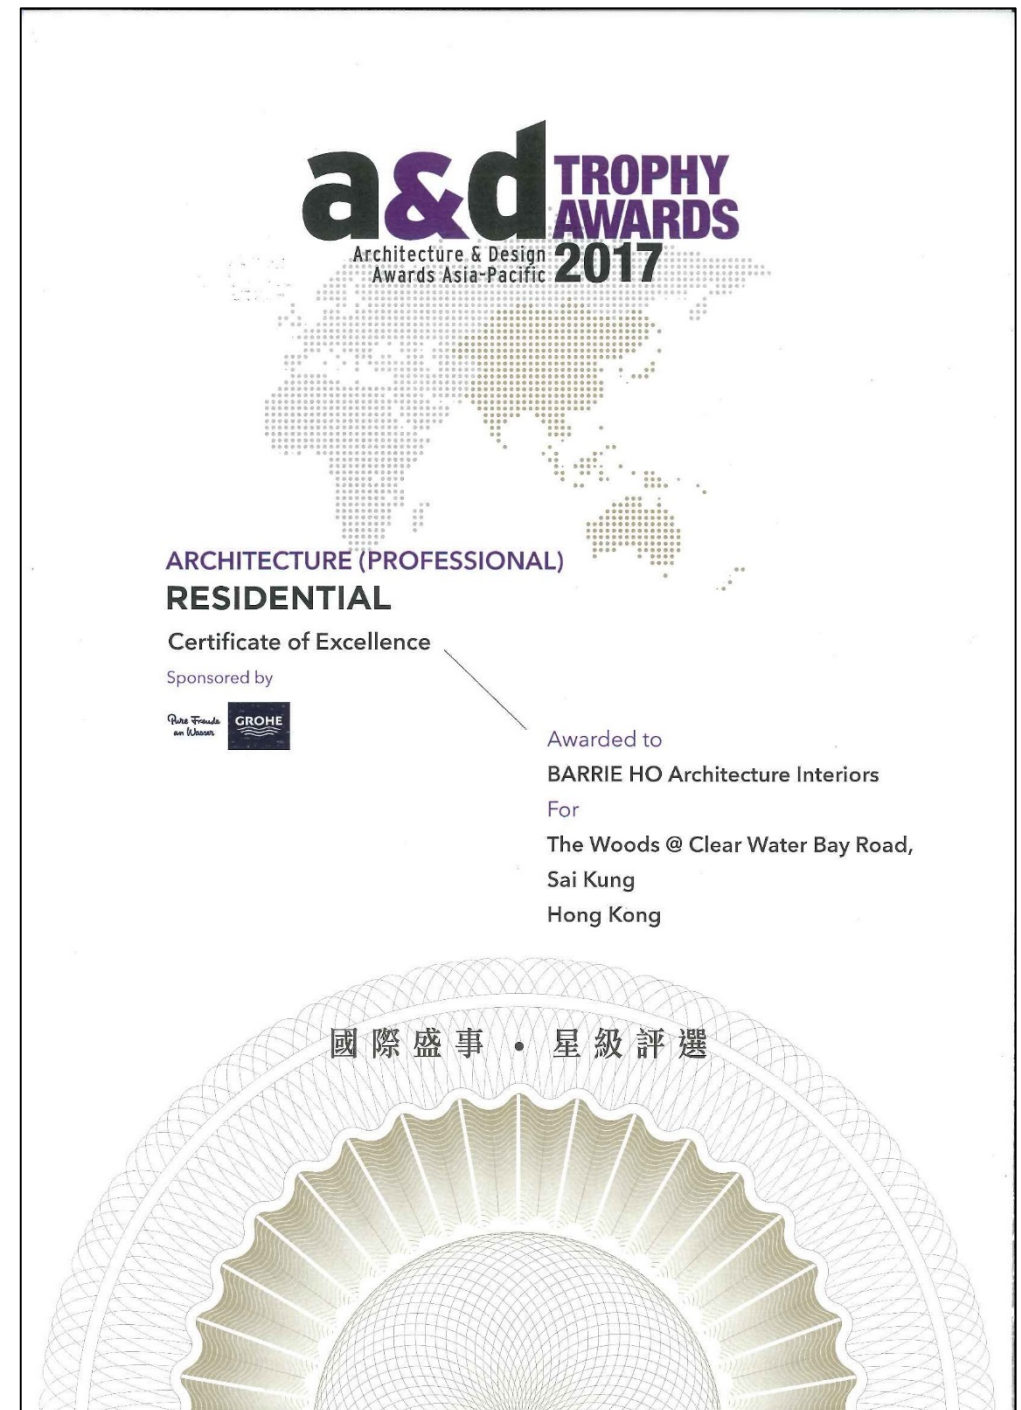 a&d TROPHY
AWARDS
Architecture & Design
Awards Asia-Pacific 2017
ARCHITECTURE (PROFESSIONAL)
RESIDENTIAL
Certificate of Excellence
Sponsored by
Pure Freude
an Wasser
GROHE
Awarded to
BARRIE HO Architecture Interiors
For
The Woods @ Clear Water Bay Road,
Sai Kung
Hong Kong
國際盛事・星級評選